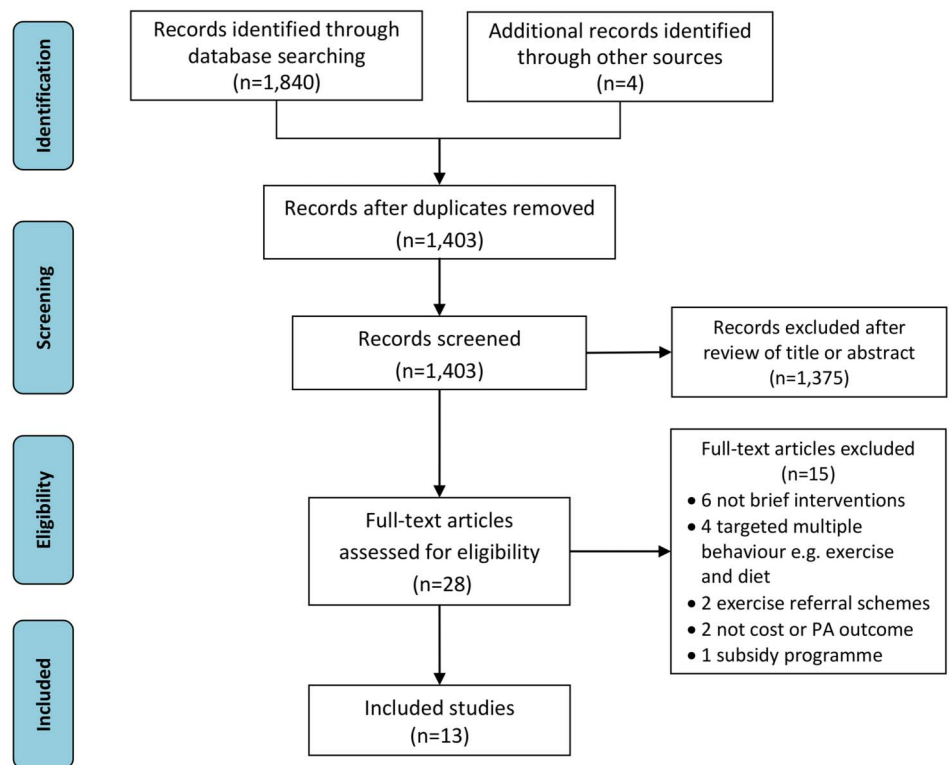 Identification
Records identified through
database searching
(n=1,840)
Additional records identified
through other sources
(n=4)
Records after duplicates removed
(n=1,403)
Screening
Records screened
(n=1,403)
Records excluded after
review of title or abstract
(n=1,375)
Eligibility
Full-text articles
assessed for eligibility
(n=28)
Full-text articles excluded
(n=15)
• 6 not brief interventions
• 4 targeted multiple
behaviour e.g. exercise
and diet
• 2 exercise referral schemes
• 2 not cost or PA outcome
• 1 subsidy programme
Included
Included studies
(n=13)